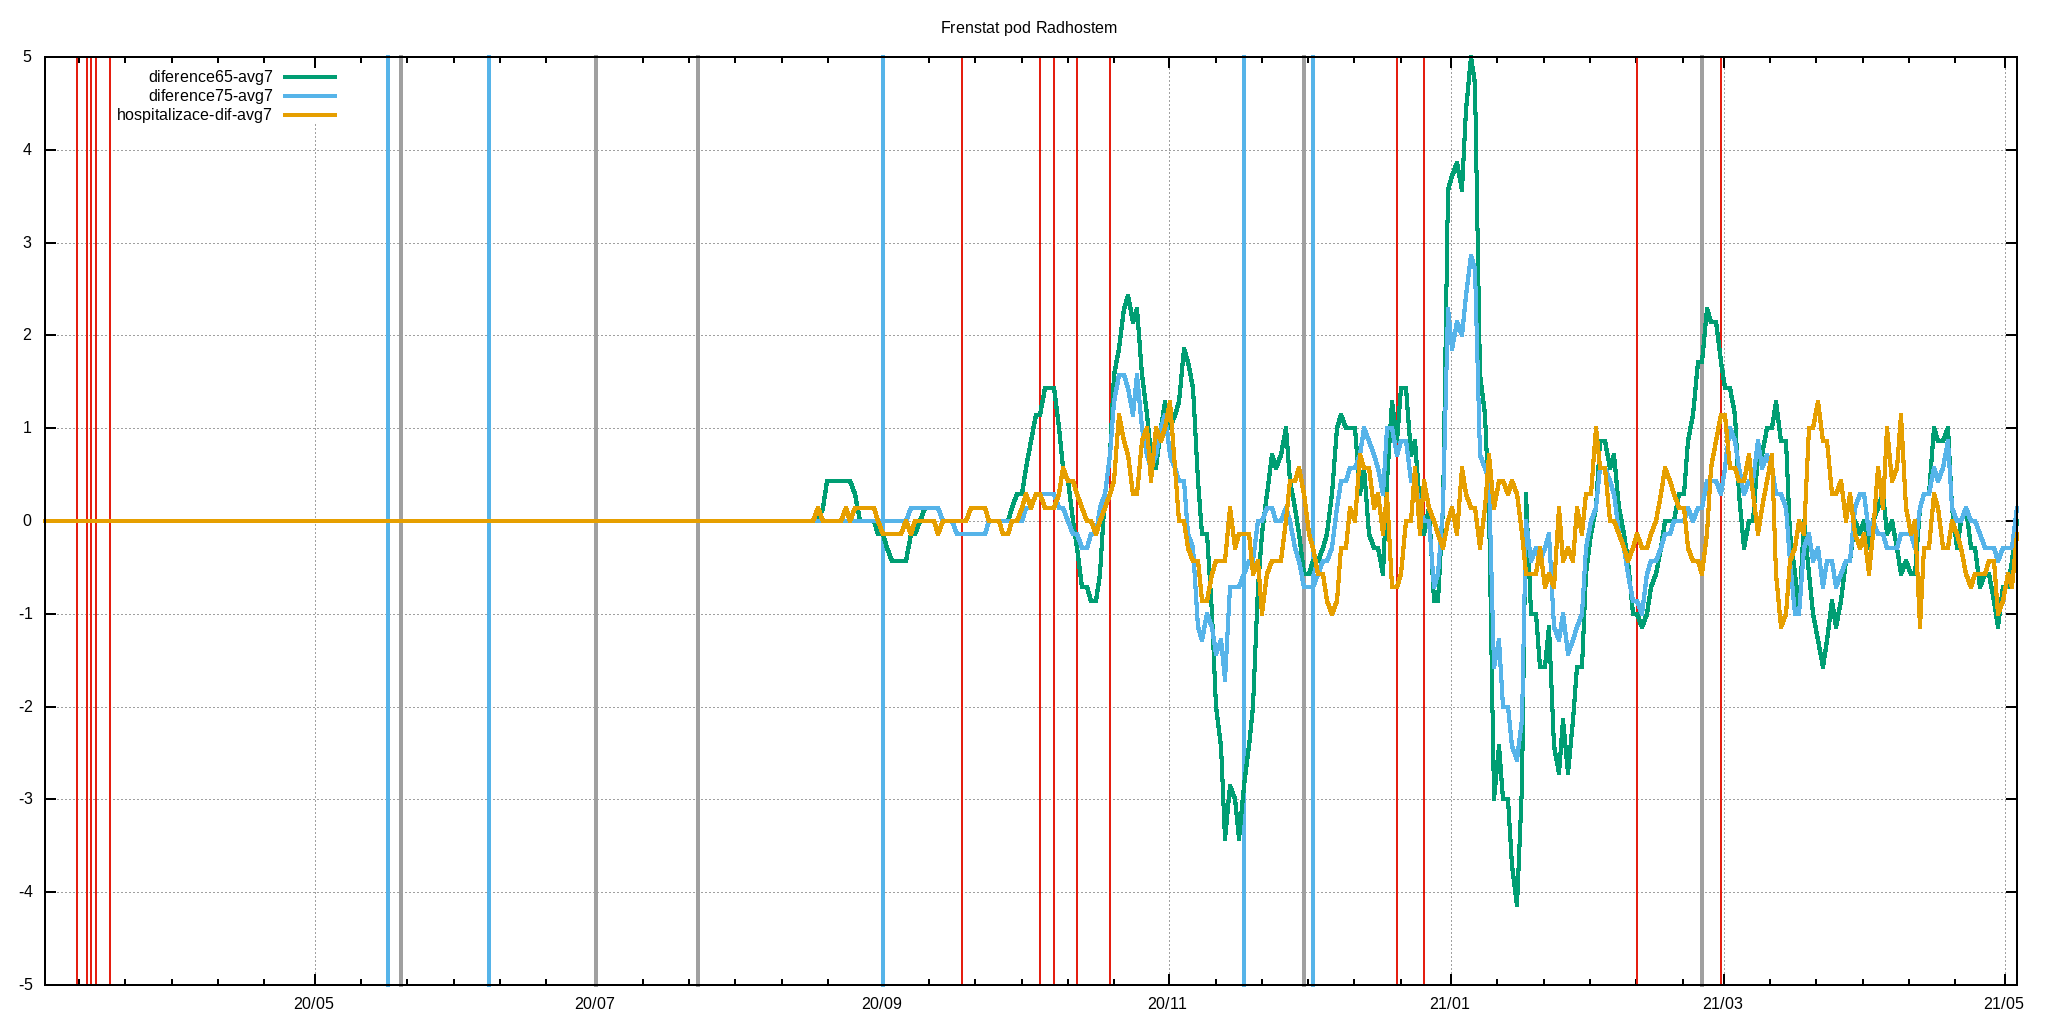 Frenstat pod Radhostem
diference65-avg7
diference75-avg7
hospitalizace-dif-avg7
5
4
3
2
1
0
-1
-2
-3
-4
-5
20/05 20/07 20/09 20/11 21/01 21/03 21/05